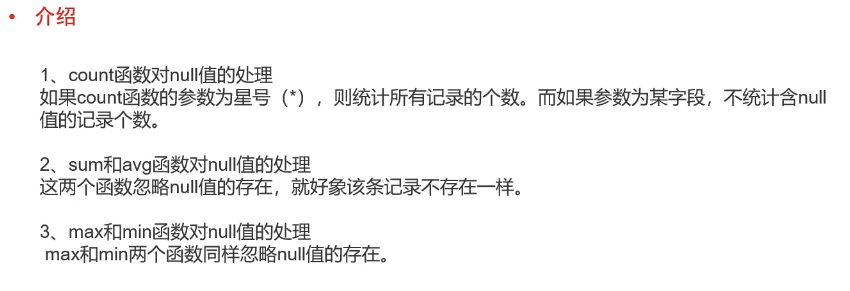 • 介绍
1、count函数对null值的处理
如果count函数的参数为星号（*），则统计所有记录的个数。而如果参数为某字段，不统计含null
值的记录个数。
2、sum和avg函数对null值的处理
这两个函数忽略null值的存在，就好象该条记录不存在一样。
3、max和min函数对null值的处理
max和min两个函数同样忽略null值的存在。